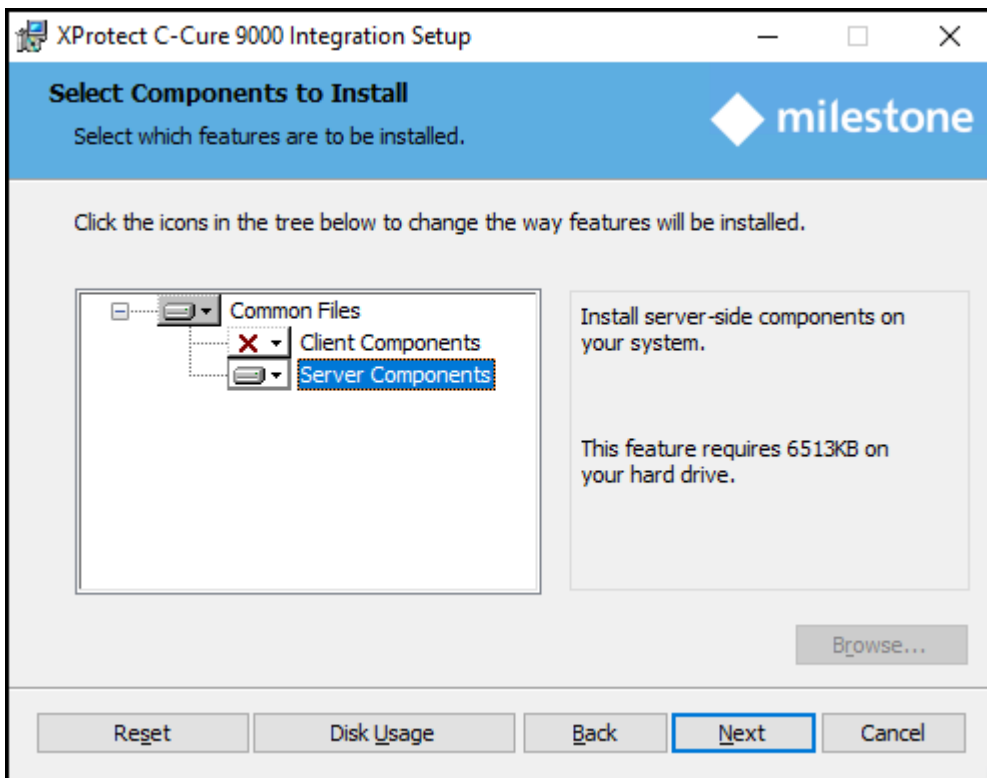 XProtect C-Cure 9000 Integration Setup
Select Components to Install
Select which features are to be installed.
milestone
Click the icons in the tree below to change the way features will be installed.
Common Files
Client Components
Server Components
Install server-side components on
your system.
This feature requires 6513KB on
your hard drive.
Browse...
Reset
Disk Usage
Back
Next
Cancel